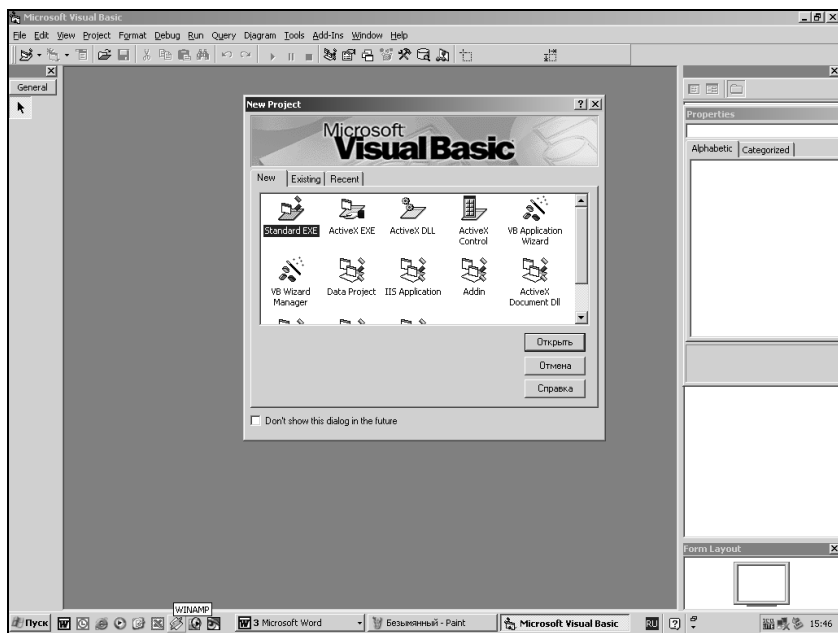 Microsoft Visual Basic
File Edit View Project Format Debug Run Query Diagram Tools Add-Ins Window Help
General
New Project
Microsoft
Visual Basic
New Existing Recent
Standard EXE ActiveX EXE ActiveX DLL ActiveX Control VB Application Wizard
VB Wizard Manager Data Project IIS Application Addin ActiveX Document Dll
Открыть
Отмена
Справка
Don't show this dialog in the future
Properties
Alphabetic Categorized
Form Layout
WINAMP
Пуск 3 Microsoft Word Безымянный - Paint Microsoft Visual Basic RU 15:46